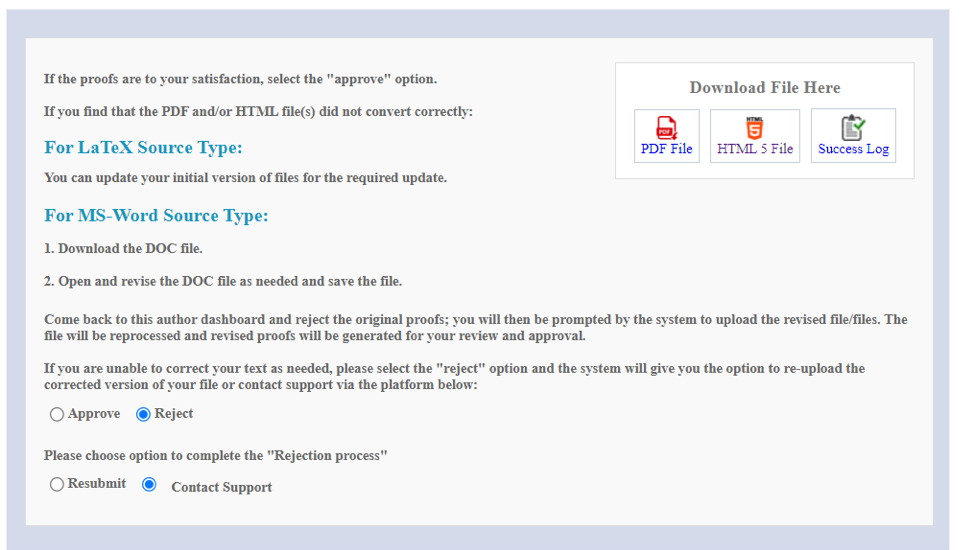 If the proofs are to your satisfaction, select the "approve" option.
If you find that the PDF and/or HTML file(s) did not convert correctly:
For LaTeX Source Type:
You can update your initial version of files for the required update.
For MS-Word Source Type:
1. Download the DOC file.
2. Open and revise the DOC file as needed and save the file.
Come back to this author dashboard and reject the original proofs; you will then be prompted by the system to upload the revised file/files. The
file will be reprocessed and revised proofs will be generated for your review and approval.
If you are unable to correct your text as needed, please select the "reject" option and the system will give you the option to re-upload the
corrected version of your file or contact support via the platform below:
Approve Reject
Please choose option to complete the "Rejection process"
Resubmit Contact Support
Download File Here
PDF HTML 5
PDF File HTML 5 File Success Log